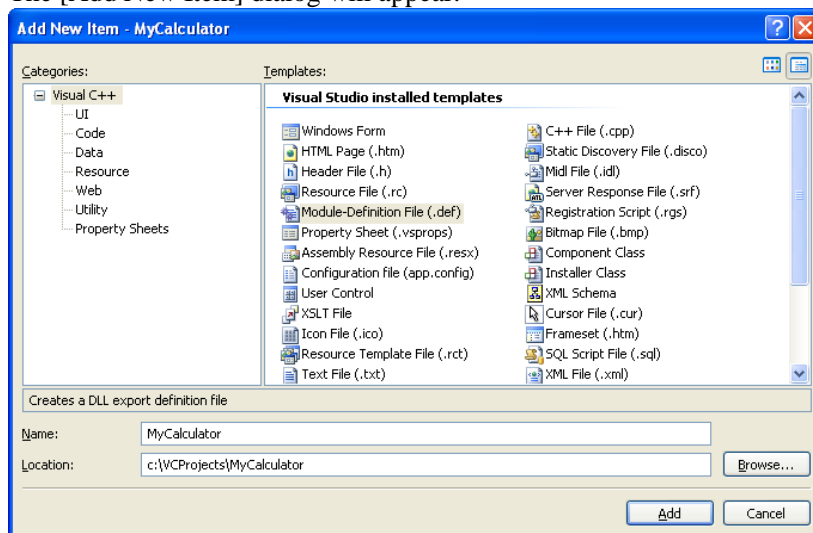 The [Add New Item] dialog will appear.
Add New Item - MyCalculator
Categories:
Templates:
Visual C++
UI
Code
Data
Resource
Web
Utility
Property Sheets
Visual Studio installed templates
Windows Form
C++ File (.cpp)
HTML Page (.htm)
Static Discovery File (.disco)
Header File (.h)
Midl File (.idl)
Resource File (.rc)
Server Response File (.srf)
Module-Definition File (.def)
Registration Script (.rgs)
Property Sheet (.vsprops)
Bitmap File (.bmp)
Assembly Resource File (.resx)
Component Class
Configuration file (app.config)
Installer Class
User Control
XML Schema
XSLT File
Cursor File (.cur)
Icon File (.ico)
Frameset (.htm)
Resource Template File (.rct)
SQL Script File (.sql)
Text File (.txt)
XML File (.xml)
Creates a DLL export definition file
Name:
MyCalculator
Location:
c:\VCProjects\MyCalculator
Browse...
Add
Cancel